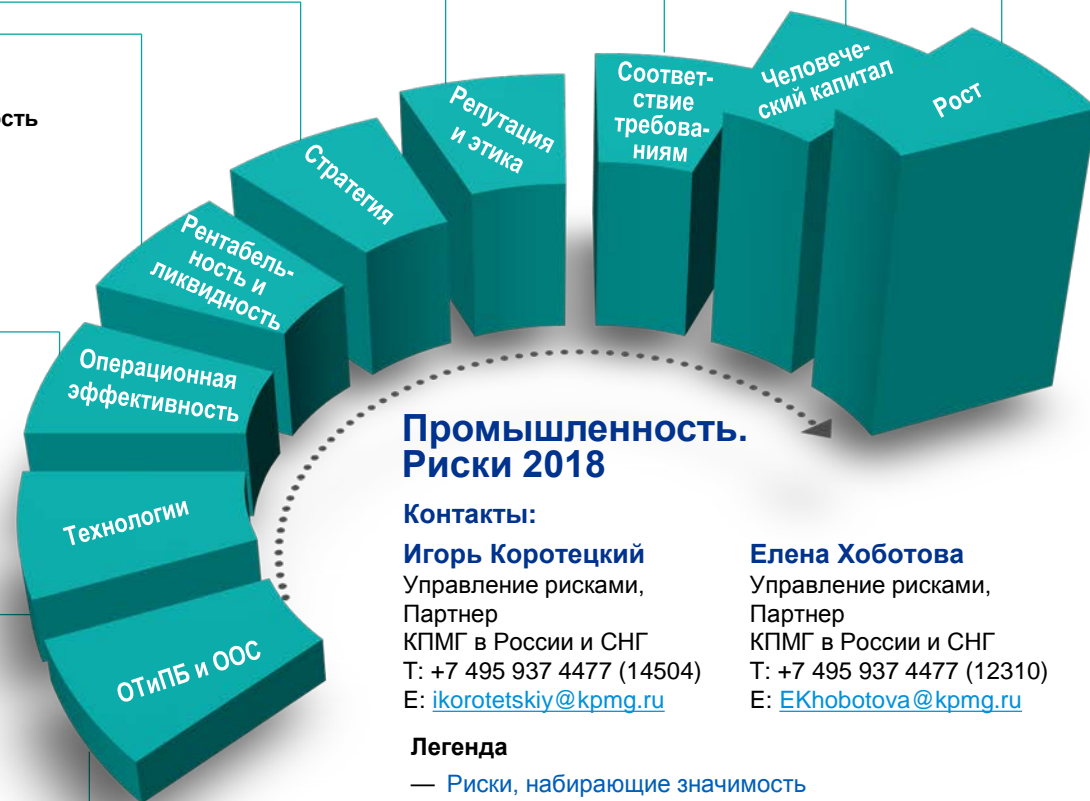 ость
Соответ-
ствие
требова-
ниям
Человече-
ский капитал
Рост
Репутация
и этика
Стратегия
Рентабель-
ность и
ликвидность
Операционная
эффективность
Технологии
ОТиПБ и ООС
Промышленность.
Риски 2018
Контакты:
Игорь Коротецкий
Управление рисками,
Партнер
КПМГ в России и СНГ
Т: +7 495 937 4477 (14504)
E: ikorotetskiy@kpmg.ru
Елена Хоботова
Управление рисками,
Партнер
КПМГ в России и СНГ
Т: +7 495 937 4477 (12310)
E: EKhobotova@kpmg.ru
Легенда
— Риски, набирающие значимость